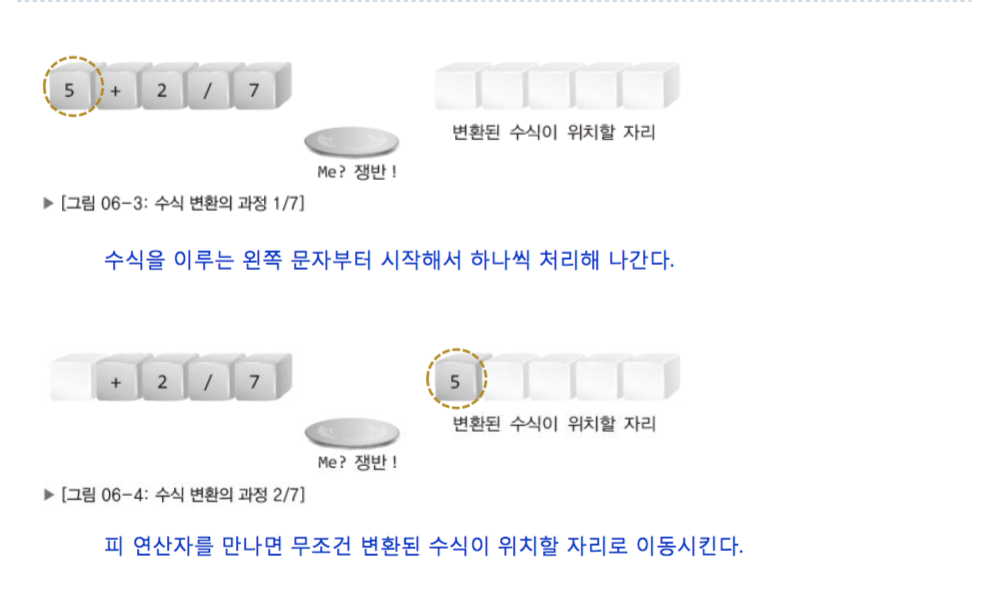 5 + 2 / 7
변환된 수식이 위치할 자리
Me? 쟁반!
▶ [그림 06-3: 수식 변환의 과정 1/7]
수식을 이루는 왼쪽 문자부터 시작해서 하나씩 처리해 나간다.
+ 2 / 7
5
변환된 수식이 위치할 자리
Me? 쟁반!
▶ [그림 06-4: 수식 변환의 과정 2/7]
피 연산자를 만나면 무조건 변환된 수식이 위치할 자리로 이동시킨다.